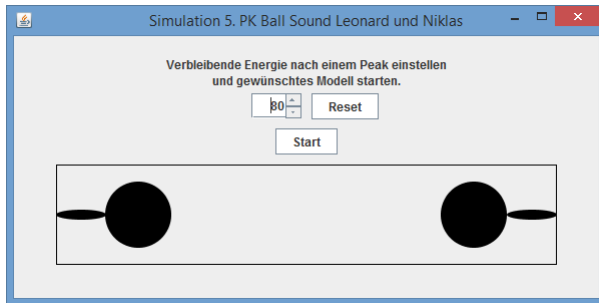 Simulation 5. PK Ball Sound Leonard und Niklas
Verbleibende Energie nach einem Peak einstellen
und gewünschtes Modell starten.
80 Reset
Start